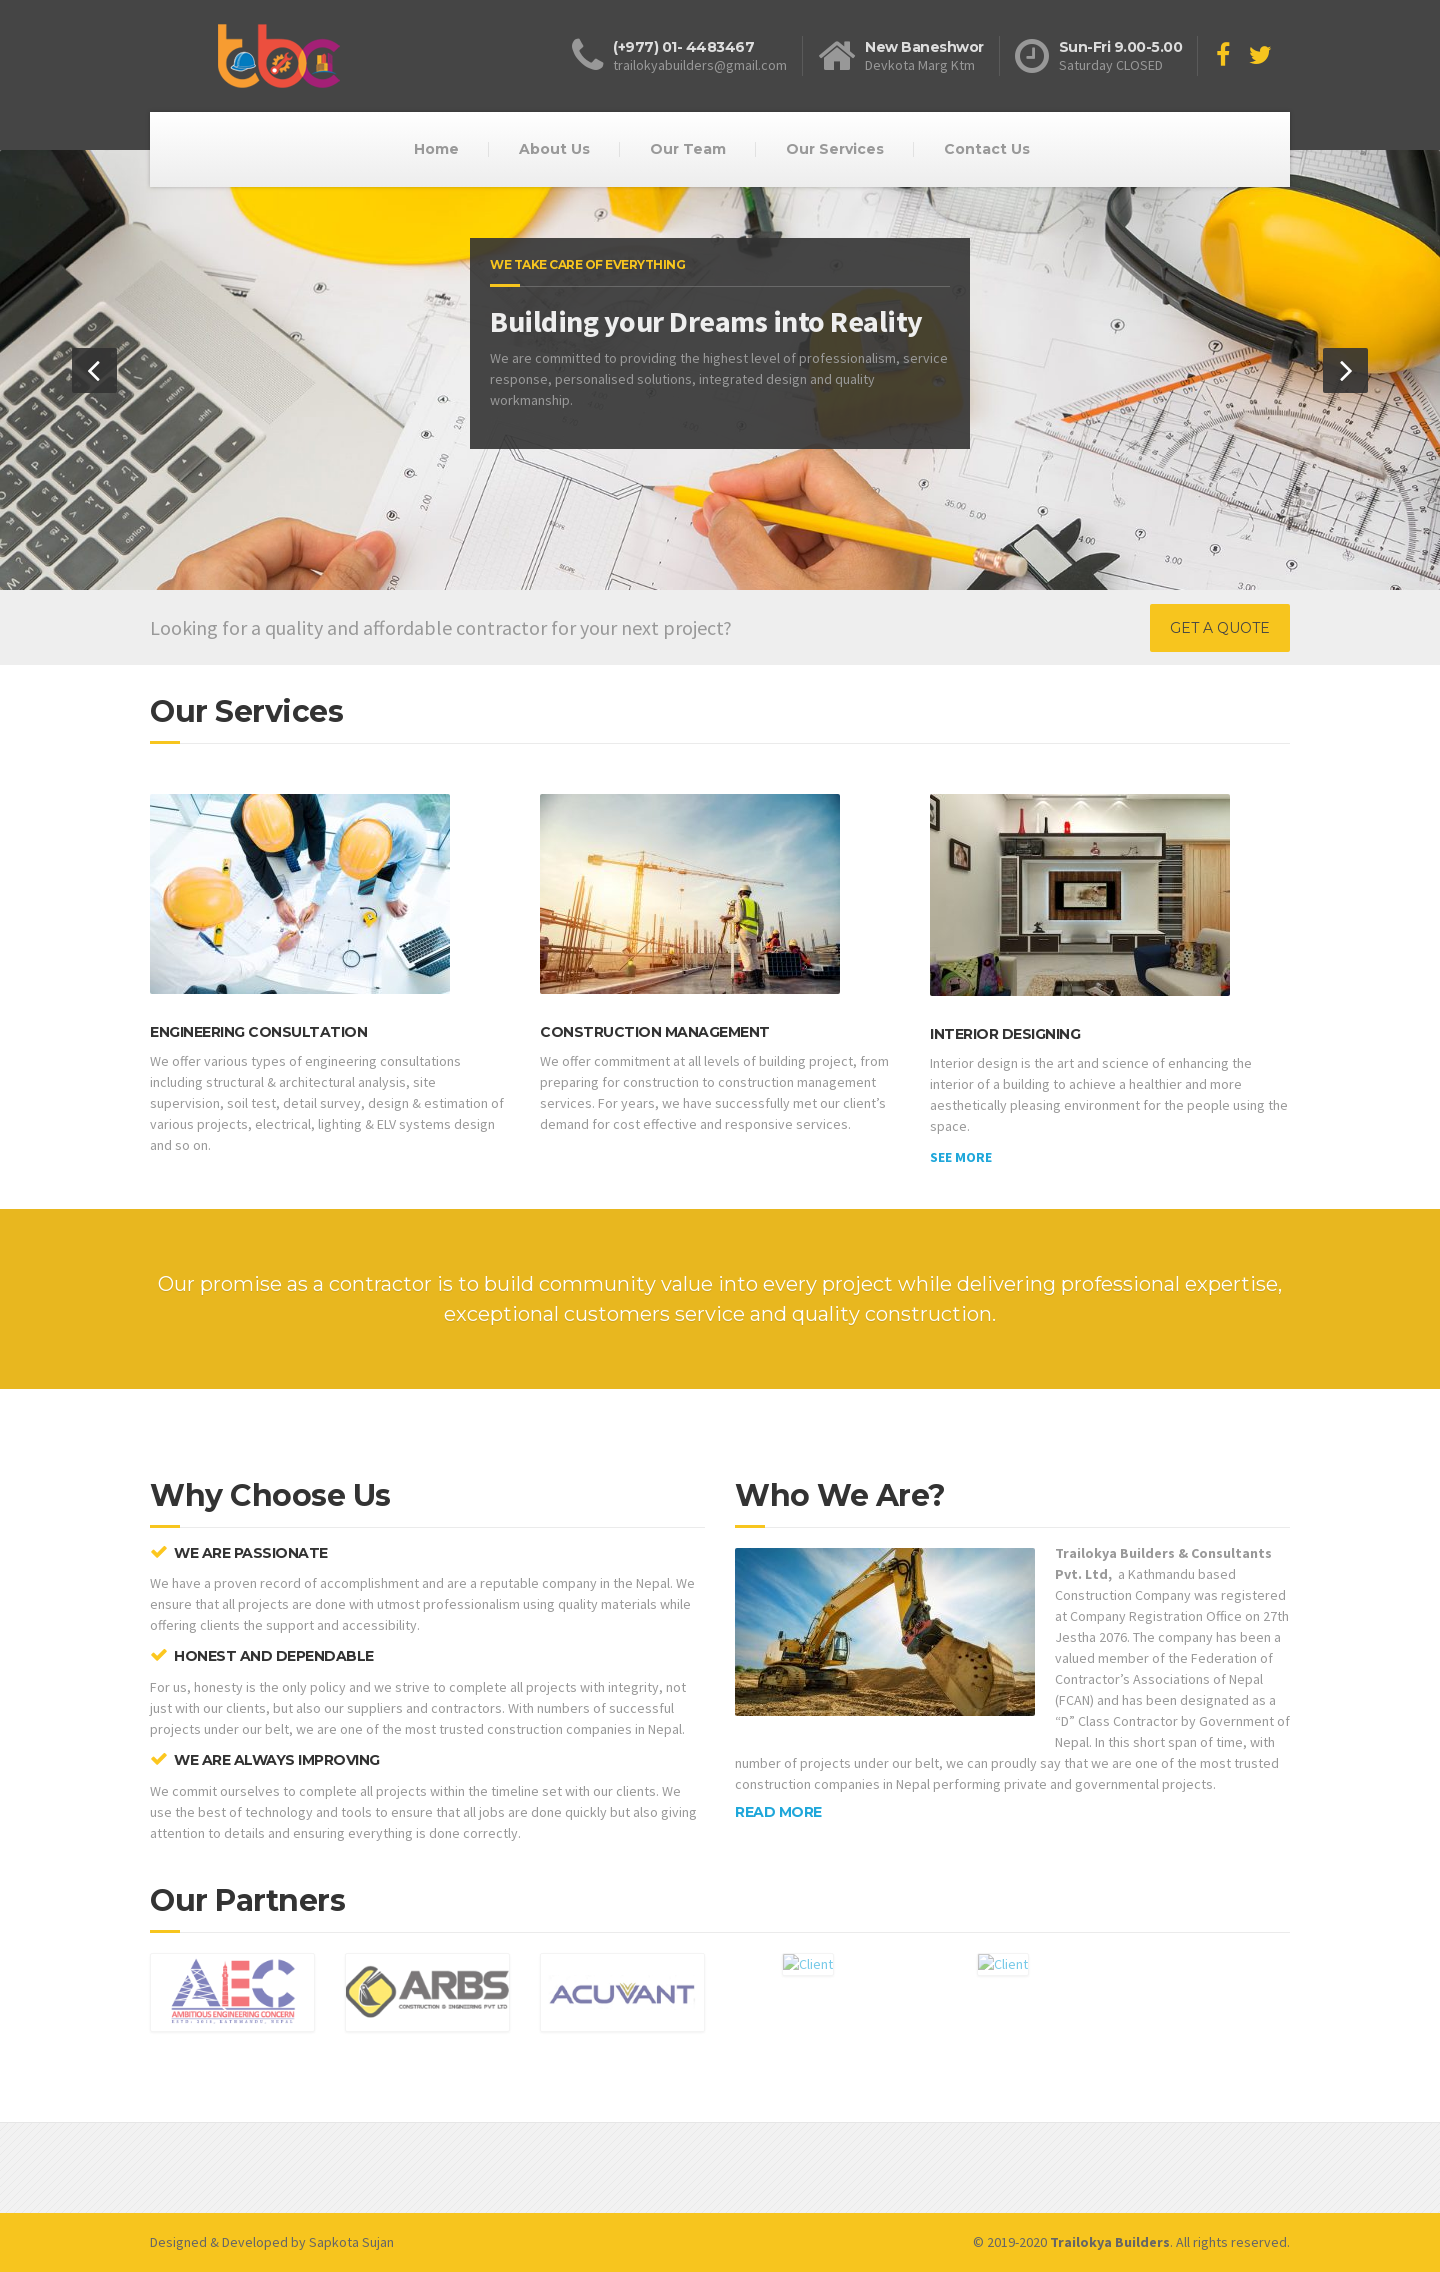 tbc
(+977) 01- 4483467
trailokyabuilders@gmail.com
New Baneshwor
Devkota Marg Ktm
Sun-Fri 9.00-5.00
Saturday CLOSED
Home
About Us
Our Team
Our Services
Contact Us
WE TAKE CARE OF EVERYTHING
Building your Dreams into Reality
We are committed to providing the highest level of professionalism, service
response, personalised solutions, integrated design and quality
workmanship.
Looking for a quality and affordable contractor for your next project?
GET A QUOTE
Our Services
ENGINEERING CONSULTATION
We offer various types of engineering consultations
including structural & architectural analysis, site
supervision, soil test, detail survey, design & estimation of
various projects, electrical, lighting & ELV systems design
and so on.
CONSTRUCTION MANAGEMENT
We offer commitment at all levels of building project, from
preparing for construction to construction management
services. For years, we have successfully met our client’s
demand for cost effective and responsive services.
INTERIOR DESIGNING
Interior design is the art and science of enhancing the
interior of a building to achieve a healthier and more
aesthetically pleasing environment for the people using the
space.
SEE MORE
Our promise as a contractor is to build community value into every project while delivering professional expertise,
exceptional customers service and quality construction.
Why Choose Us
WE ARE PASSIONATE
We have a proven record of accomplishment and are a reputable company in the Nepal. We
ensure that all projects are done with utmost professionalism using quality materials while
offering clients the support and accessibility.
HONEST AND DEPENDABLE
For us, honesty is the only policy and we strive to complete all projects with integrity, not
just with our clients, but also our suppliers and contractors. With numbers of successful
projects under our belt, we are one of the most trusted construction companies in Nepal.
WE ARE ALWAYS IMPROVING
We commit ourselves to complete all projects within the timeline set with our clients. We
use the best of technology and tools to ensure that all jobs are done quickly but also giving
attention to details and ensuring everything is done correctly.
Who We Are?
Trailokya Builders & Consultants
Pvt. Ltd, a Kathmandu based
Construction Company was registered
at Company Registration Office on 27th
Jestha 2076. The company has been a
valued member of the Federation of
Contractor’s Associations of Nepal
(FCAN) and has been designated as a
“D” Class Contractor by Government of
Nepal. In this short span of time, with
number of projects under our belt, we can proudly say that we are one of the most trusted
construction companies in Nepal performing private and governmental projects.
READ MORE
Our Partners
AEC
AMBITIOUS ENGINEERING CONCERN
ESTD: 2015, KATHMANDU, NEPAL
ARBS
CONSTRUCTION & ENGINEERING PVT LTD
ACUVANT
Client
Client
Designed & Developed by Sapkota Sujan
© 2019-2020 Trailokya Builders. All rights reserved.